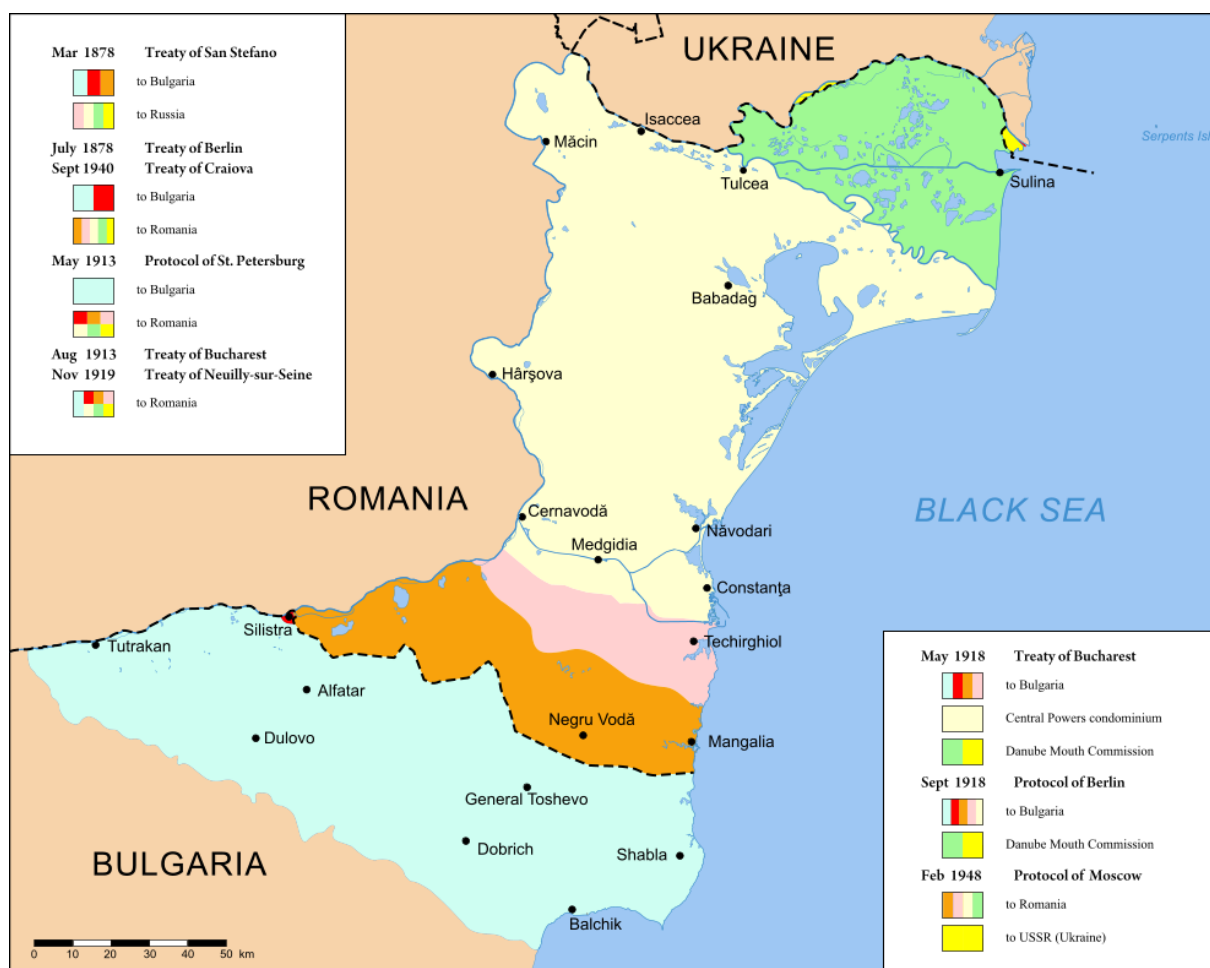 Mar 1878 Treaty of San Stefano
to Bulgaria
to Russia
July 1878 Treaty of Berlin
Sept 1940 Treaty of Craiova
to Bulgaria
to Romania
May 1913 Protocol of St. Petersburg
to Bulgaria
to Romania
Aug 1913 Treaty of Bucharest
Nov 1919 Treaty of Neuilly-sur-Seine
to Romania
UKRAINE
Isaccea
Măcin
Serpents Isl
Tulcea
Sulina
Babadag
Hârşova
ROMANIA
Cernavodă
BLACK SEA
Năvodari
Medgidia
Constanţa
Silistra
Tutrakan
Techirghiol
Alfatar
Negru Vodă
Dulovo
Mangalia
General Toshevo
Dobrich
Shabla
BULGARIA
Balchik
0 10 20 30 40 50 km
May 1918 Treaty of Bucharest
to Bulgaria
Central Powers condominium
Danube Mouth Commission
Sept 1918 Protocol of Berlin
to Bulgaria
Danube Mouth Commission
Feb 1948 Protocol of Moscow
to Romania
to USSR (Ukraine)